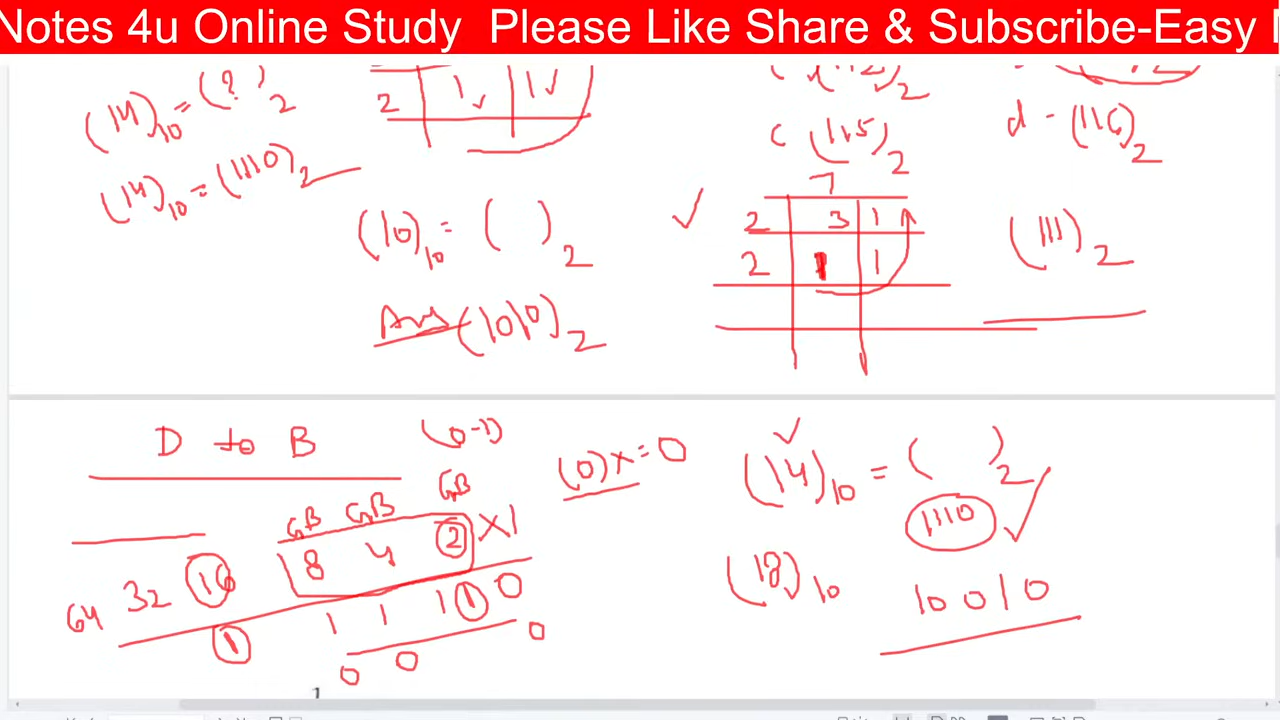 Notes 4u Online Study Please Like Share & Subscribe-Easy
(14)10 = (?)2
(14)10 = (1110)2
2 1 1
(10)10 = ( )2
Ans (1010)2
c (115)2
d - (116)2
7
2 3 1
2 1 1
(111)2
D to B
(0-1)
(0)x = 0
GB GB GB
64 32 16 8 4 2 x 1
1 1 1 1 0
1 0 0 0
(14)10 = ( )2
1110
(18)10
10010